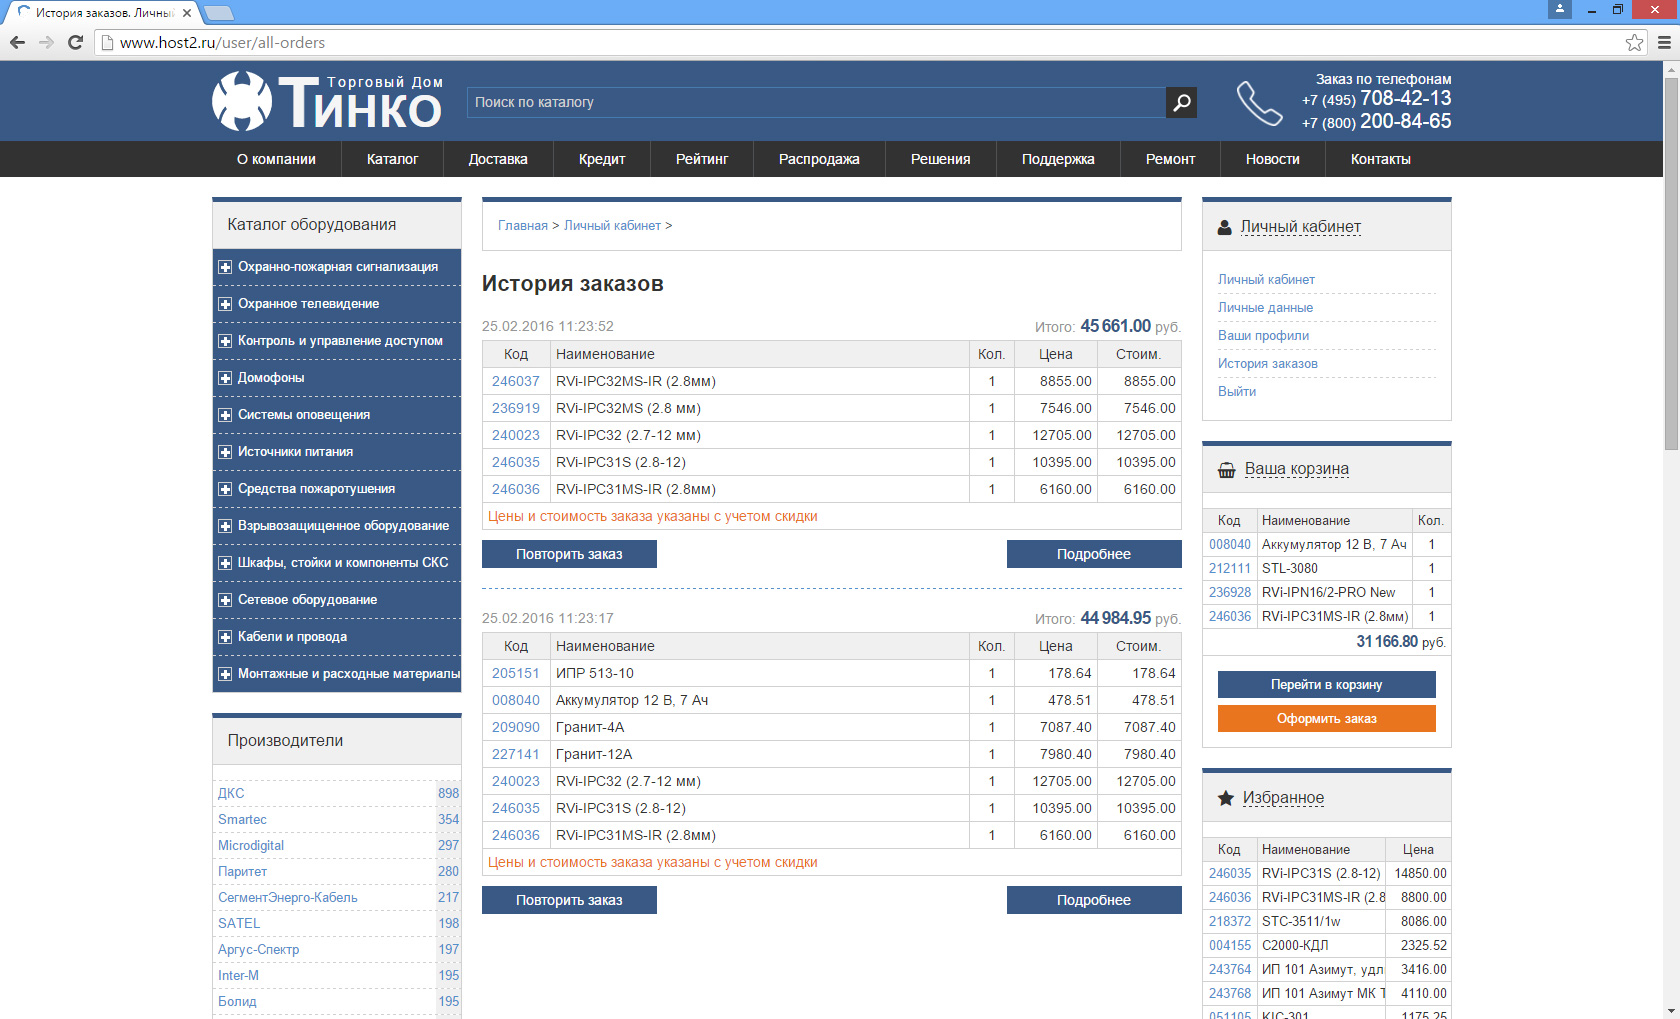 История заказов. Личны
www.host2.ru/user/all-orders
Торговый Дом
Тинко
Поиск по каталогу
Заказ по телефонам
+7 (495) 708-42-13
+7 (800) 200-84-65
О компании Каталог Доставка Кредит Рейтинг Распродажа Решения Поддержка Ремонт Новости Контакты
Каталог оборудования
Охранно-пожарная сигнализация
Охранное телевидение
Контроль и управление доступом
Домофоны
Системы оповещения
Источники питания
Средства пожаротушения
Взрывозащищенное оборудование
Шкафы, стойки и компоненты СКС
Сетевое оборудование
Кабели и провода
Монтажные и расходные материалы
Производители
ДКС 898
Smartec 354
Microdigital 297
Паритет 280
СегментЭнерго-Кабель 217
SATEL 198
Аргус-Спектр 197
Inter-M 195
Болид 195
Главная > Личный кабинет >
История заказов
25.02.2016 11:23:52 Итого: 45 661.00 руб.
Код Наименование Кол. Цена Стоим.
246037 RVi-IPC32MS-IR (2.8мм) 1 8855.00 8855.00
236919 RVi-IPC32MS (2.8 мм) 1 7546.00 7546.00
240023 RVi-IPC32 (2.7-12 мм) 1 12705.00 12705.00
246035 RVi-IPC31S (2.8-12) 1 10395.00 10395.00
246036 RVi-IPC31MS-IR (2.8мм) 1 6160.00 6160.00
Цены и стоимость заказа указаны с учетом скидки
Повторить заказ Подробнее
25.02.2016 11:23:17 Итого: 44 984.95 руб.
Код Наименование Кол. Цена Стоим.
205151 ИПР 513-10 1 178.64 178.64
008040 Аккумулятор 12 В, 7 Ач 1 478.51 478.51
209090 Гранит-4А 1 7087.40 7087.40
227141 Гранит-12А 1 7980.40 7980.40
240023 RVi-IPC32 (2.7-12 мм) 1 12705.00 12705.00
246035 RVi-IPC31S (2.8-12) 1 10395.00 10395.00
246036 RVi-IPC31MS-IR (2.8мм) 1 6160.00 6160.00
Цены и стоимость заказа указаны с учетом скидки
Повторить заказ Подробнее
Личный кабинет
Личный кабинет
Личные данные
Ваши профили
История заказов
Выйти
Ваша корзина
Код Наименование Кол.
008040 Аккумулятор 12 В, 7 Ач 1
212111 STL-3080 1
236928 RVi-IPN16/2-PRO New 1
246036 RVi-IPC31MS-IR (2.8мм) 1
31 166.80 руб.
Перейти в корзину
Оформить заказ
Избранное
Код Наименование Цена
246035 RVi-IPC31S (2.8-12) 14850.00
246036 RVi-IPC31MS-IR (2.8 8800.00
218372 STC-3511/1w 8086.00
004155 С2000-КДЛ 2325.52
243764 ИП 101 Азимут, удл 3416.00
243768 ИП 101 Азимут МК Т 4110.00
051105 KIC-301 1175.25